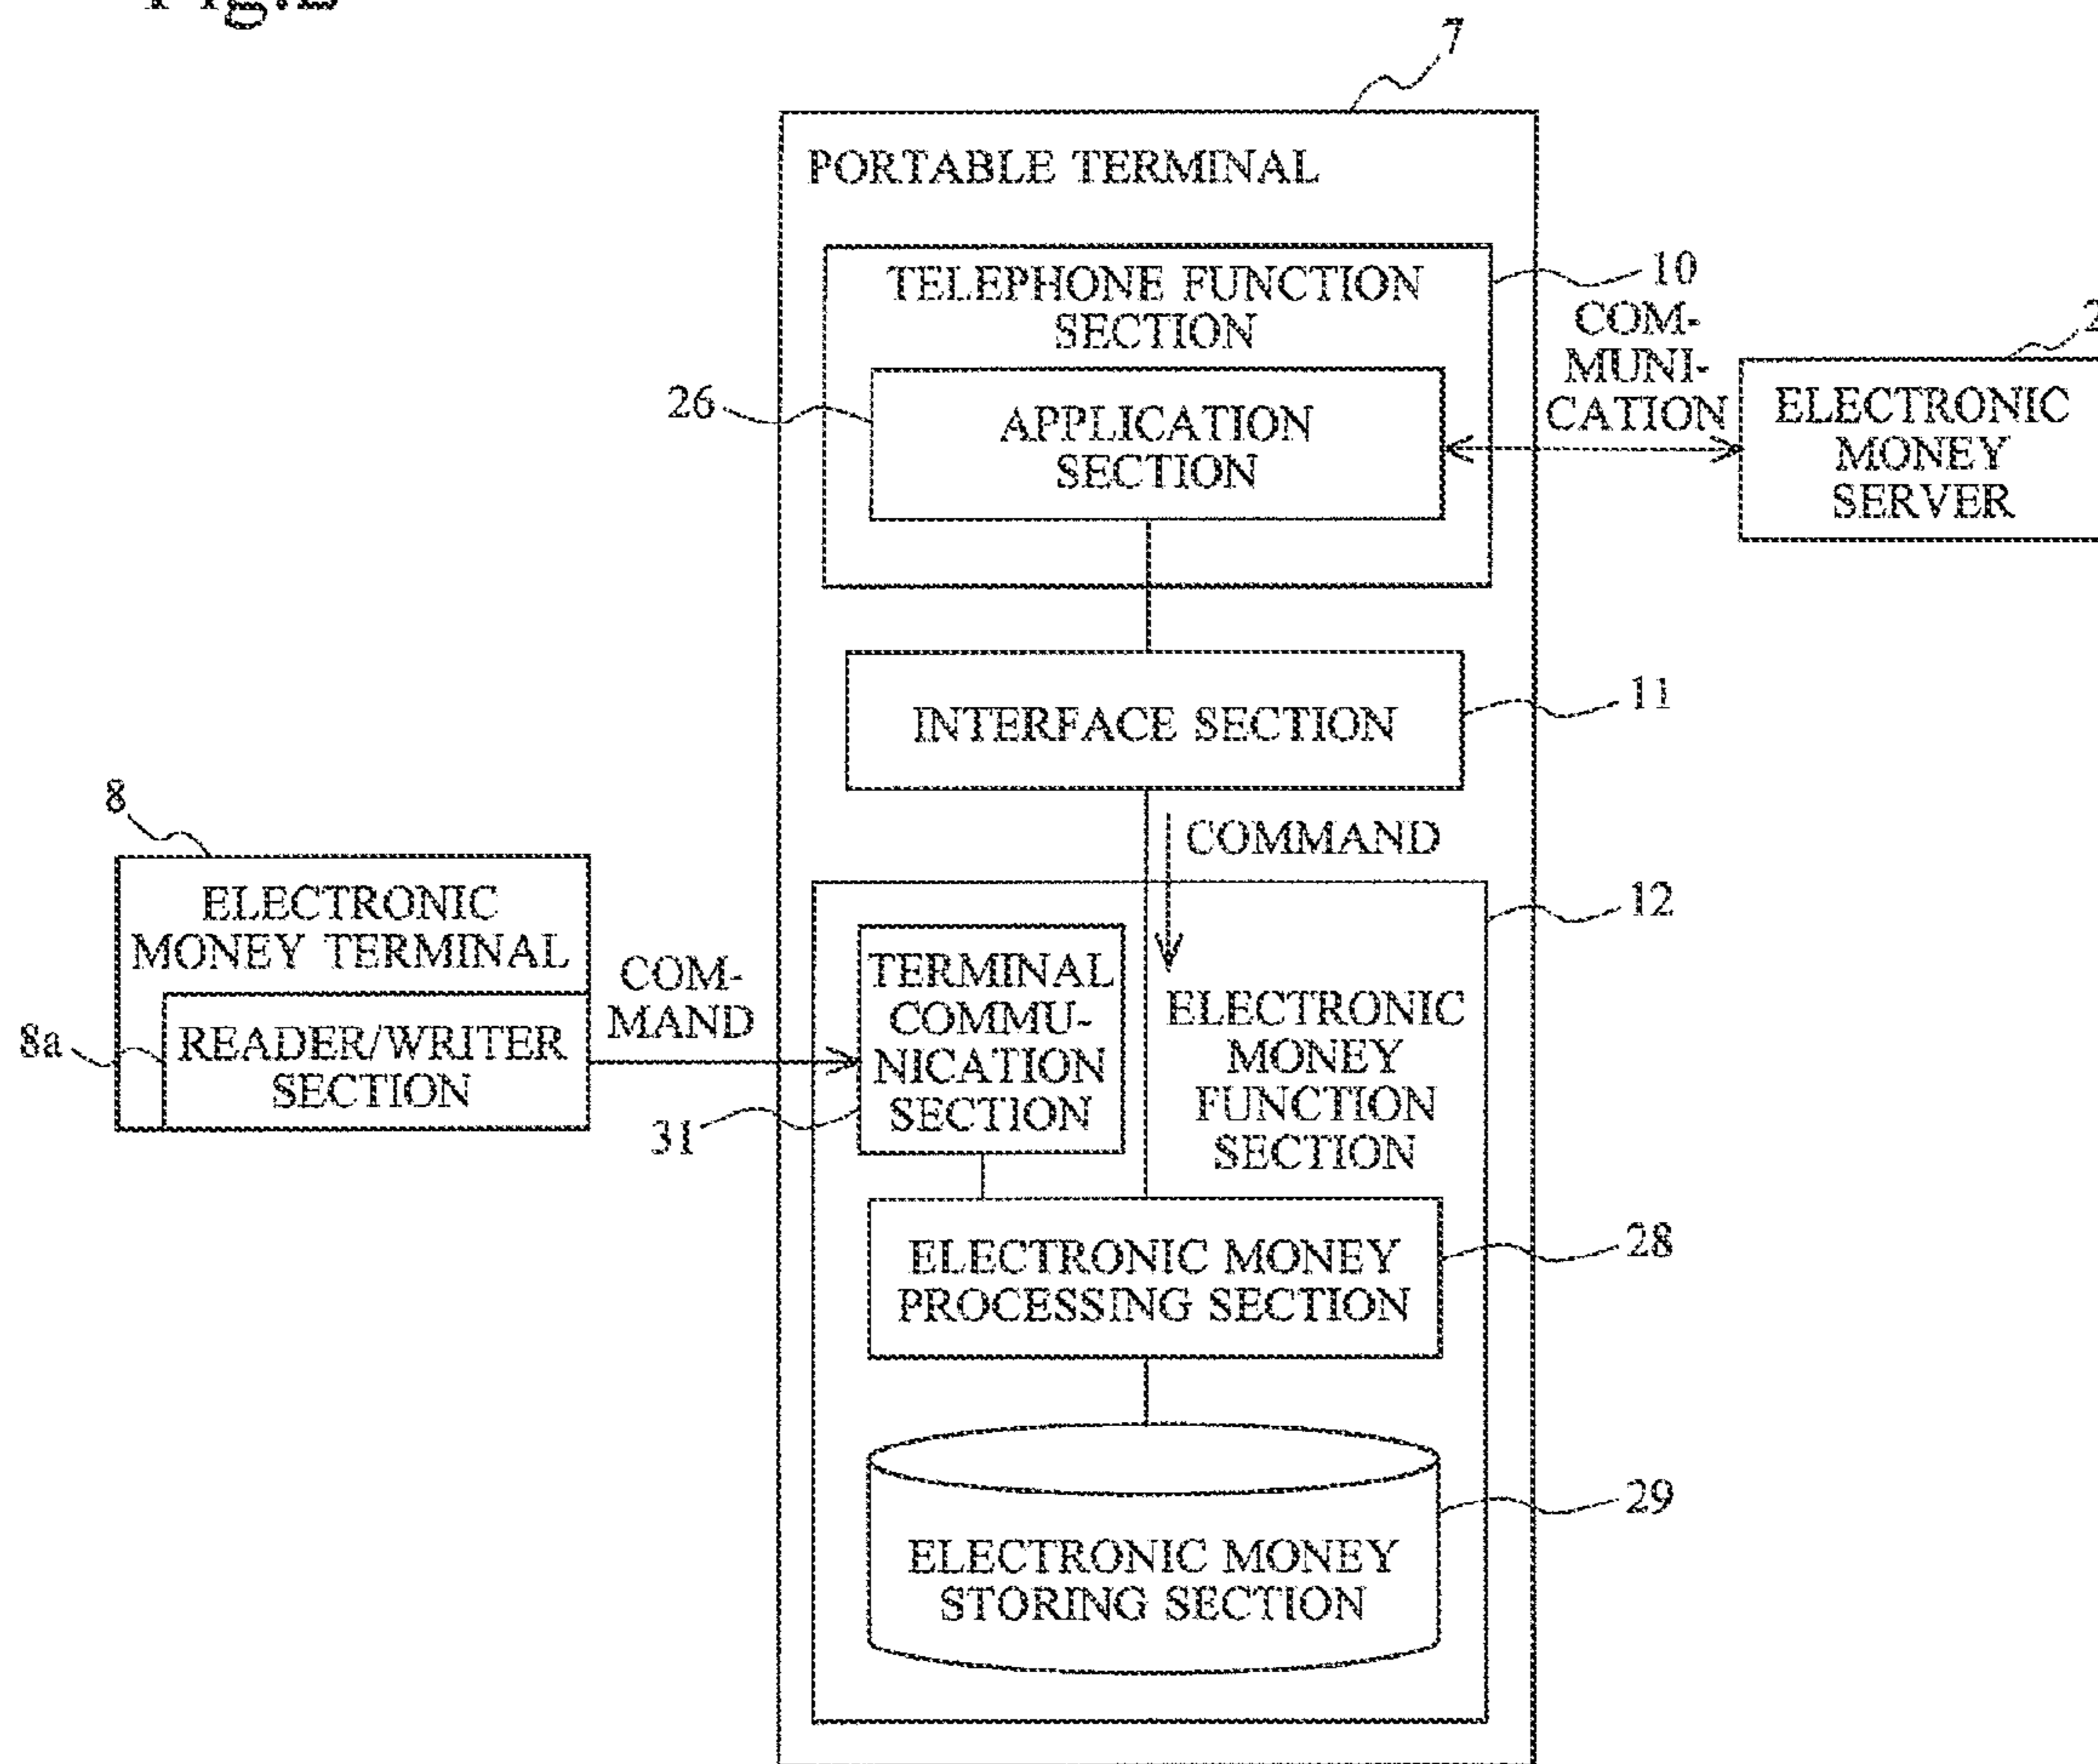 7
PORTABLE TERMINAL
TELEPHONE FUNCTION
SECTION
10
COM-
MUNI-
CATION
26
APPLICATION
SECTION
2
ELECTRONIC
MONEY
SERVER
INTERFACE SECTION
11
COMMAND
8
ELECTRONIC
MONEY TERMINAL
8a
READER/WRITER
SECTION
COM-
MAND
12
TERMINAL
COMMU-
NICATION
SECTION
31
ELECTRONIC
MONEY
FUNCTION
SECTION
ELECTRONIC MONEY
PROCESSING SECTION
28
29
ELECTRONIC MONEY
STORING SECTION